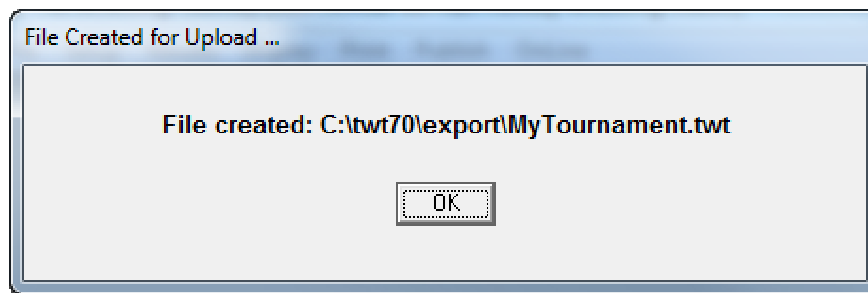 File Created for Upload ...
File created: C:\twt70\export\MyTournament.twt
OK